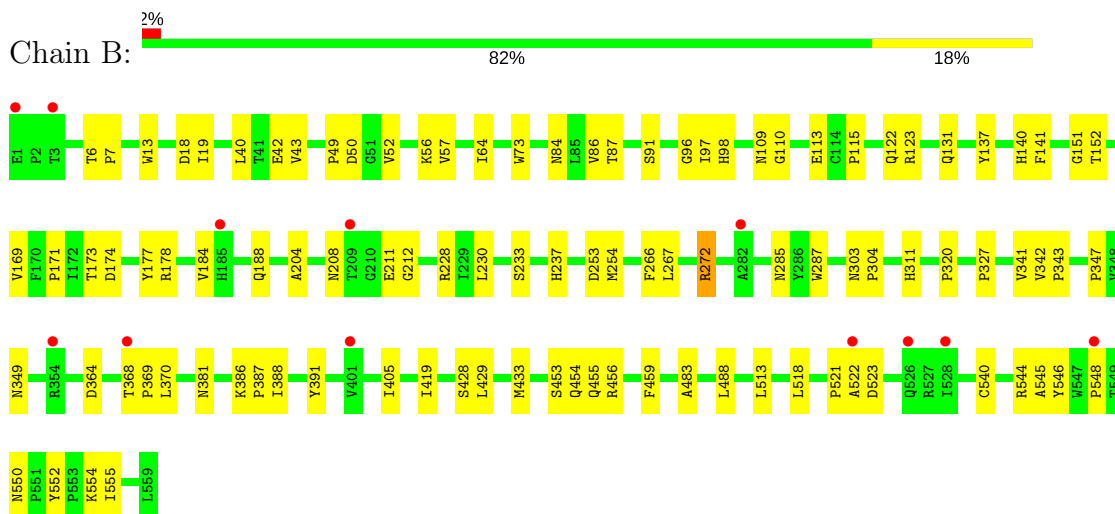 2%
Chain B:
82% 18%
E1 P2 T3 T6 P7 W13 D18 I19 L40 T41 E42 V43 P49 D50 G51 V52 K56 V57 I64 W73 N84 L85 V86 T87 S91 G96 I97 H98 N109 G110 E113 C114 P115 Q122 R123 Q131 Y137 H140 F141 G151 T152
V169 F170 P171 I172 T173 D174 Y177 R178 V184 H185 Q188 A204 N208 T209 G210 E211 G212 R228 I229 L230 S233 H237 D253 M254 F266 L267 R272 A282 N285 Y286 W287 N303 P304 H311 P320 P327 V341 V342 P343 P347
N349 R354 D364 T368 P369 L370 N381 K386 P387 I388 Y391 V401 I405 I419 S428 L429 M433 S453 Q454 Q455 R456 F459 A483 L488 L513 L518 P521 A522 D523 Q526 R527 I528 C540 R544 A545 Y546 W547 P548 T549
N550 P551 Y552 P553 K554 I555 L559